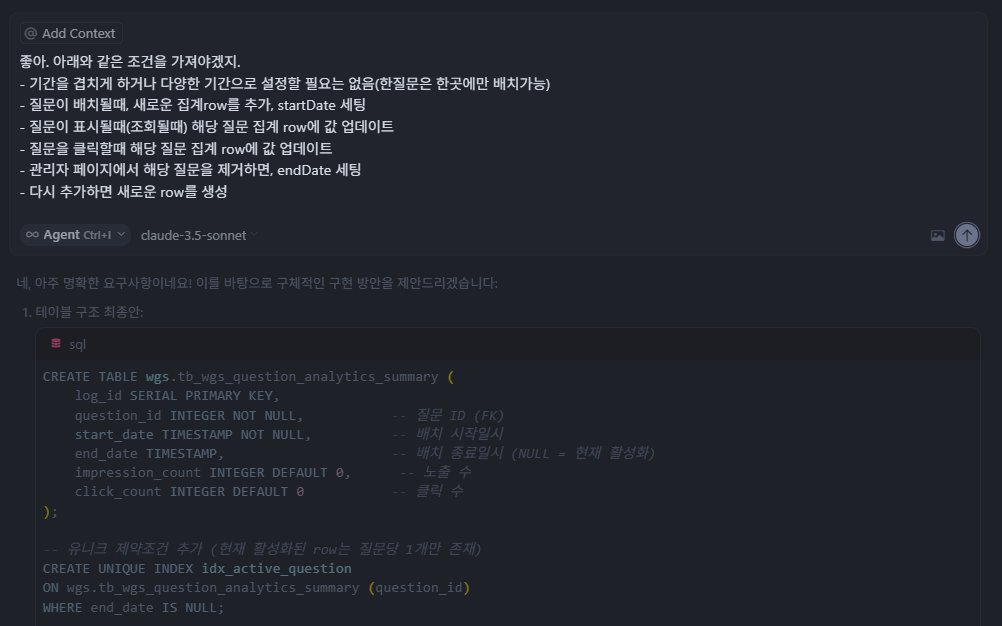 @ Add Context
좋아. 아래와 같은 조건을 가져야겠지.
- 기간을 겹치게 하거나 다양한 기간으로 설정할 필요는 없음(한질문은 한곳에만 배치가능)
- 질문이 배치될때, 새로운 집계row를 추가, startDate 세팅
- 질문이 표시될때(조회될때) 해당 질문 집계 row에 값 업데이트
- 질문을 클릭할때 해당 질문 집계 row에 값 업데이트
- 관리자 페이지에서 해당 질문을 제거하면, endDate 세팅
- 다시 추가하면 새로운 row를 생성
∞ Agent Ctrl+I claude-3.5-sonnet
네, 아주 명확한 요구사항이네요! 이를 바탕으로 구체적인 구현 방안을 제안드리겠습니다:
1. 테이블 구조 최종안:
sql
CREATE TABLE wgs.tb_wgs_question_analytics_summary (
log_id SERIAL PRIMARY KEY,
question_id INTEGER NOT NULL, -- 질문 ID (FK)
start_date TIMESTAMP NOT NULL, -- 배치 시작일시
end_date TIMESTAMP, -- 배치 종료일시 (NULL = 현재 활성화)
impression_count INTEGER DEFAULT 0, -- 노출 수
click_count INTEGER DEFAULT 0 -- 클릭 수
);
-- 유니크 제약조건 추가 (현재 활성화된 row는 질문당 1개만 존재)
CREATE UNIQUE INDEX idx_active_question
ON wgs.tb_wgs_question_analytics_summary (question_id)
WHERE end_date IS NULL;